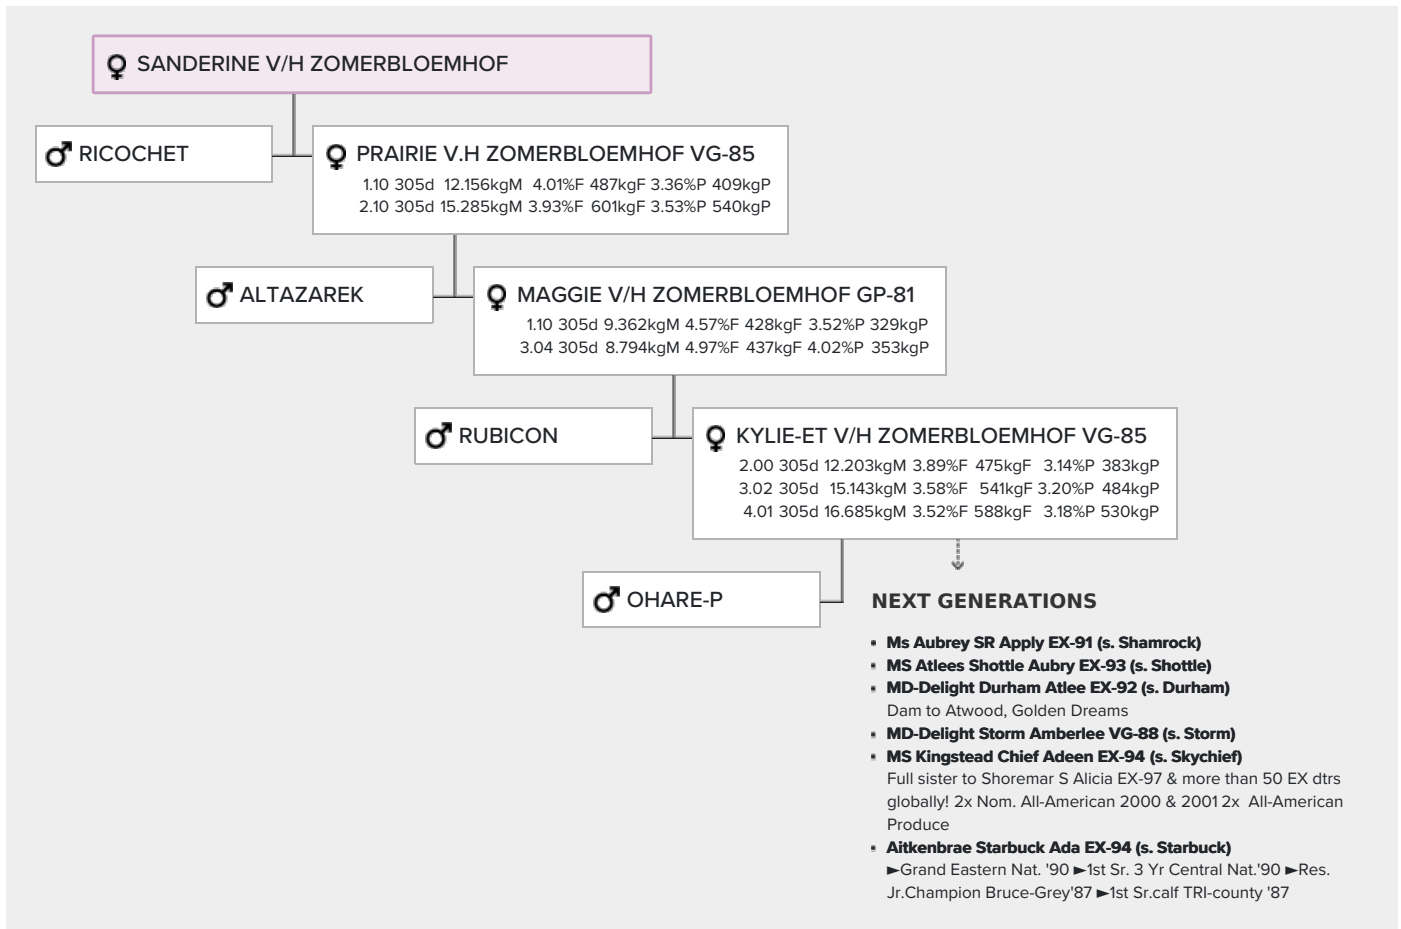 SANDERINE V/H ZOMERBLOEMHOF
RICOCHET
PRAIRIE V.H ZOMERBLOEMHOF VG-85
1.10 305d 12.156kgM 4.01%F 487kgF 3.36%P 409kgP
2.10 305d 15.285kgM 3.93%F 601kgF 3.53%P 540kgP
ALTAZAREK
MAGGIE V/H ZOMERBLOEMHOF GP-81
1.10 305d 9.362kgM 4.57%F 428kgF 3.52%P 329kgP
3.04 305d 8.794kgM 4.97%F 437kgF 4.02%P 353kgP
RUBICON
KYLIE-ET V/H ZOMERBLOEMHOF VG-85
2.00 305d 12.203kgM 3.89%F 475kgF 3.14%P 383kgP
3.02 305d 15.143kgM 3.58%F 541kgF 3.20%P 484kgP
4.01 305d 16.685kgM 3.52%F 588kgF 3.18%P 530kgP
OHARE-P
NEXT GENERATIONS
▪ Ms Aubrey SR Apply EX-91 (s. Shamrock)
▪ MS Atlees Shottle Aubry EX-93 (s. Shottle)
▪ MD-Delight Durham Atlee EX-92 (s. Durham)
Dam to Atwood, Golden Dreams
▪ MD-Delight Storm Amberlee VG-88 (s. Storm)
▪ MS Kingstead Chief Adeen EX-94 (s. Skychief)
Full sister to Shoremar S Alicia EX-97 & more than 50 EX dtrs
globally! 2x Nom. All-American 2000 & 2001 2x All-American
Produce
▪ Aitkenbrae Starbuck Ada EX-94 (s. Starbuck)
►Grand Eastern Nat. '90 ►1st Sr. 3 Yr Central Nat.'90 ►Res.
Jr.Champion Bruce-Grey'87 ►1st Sr.calf TRI-county '87